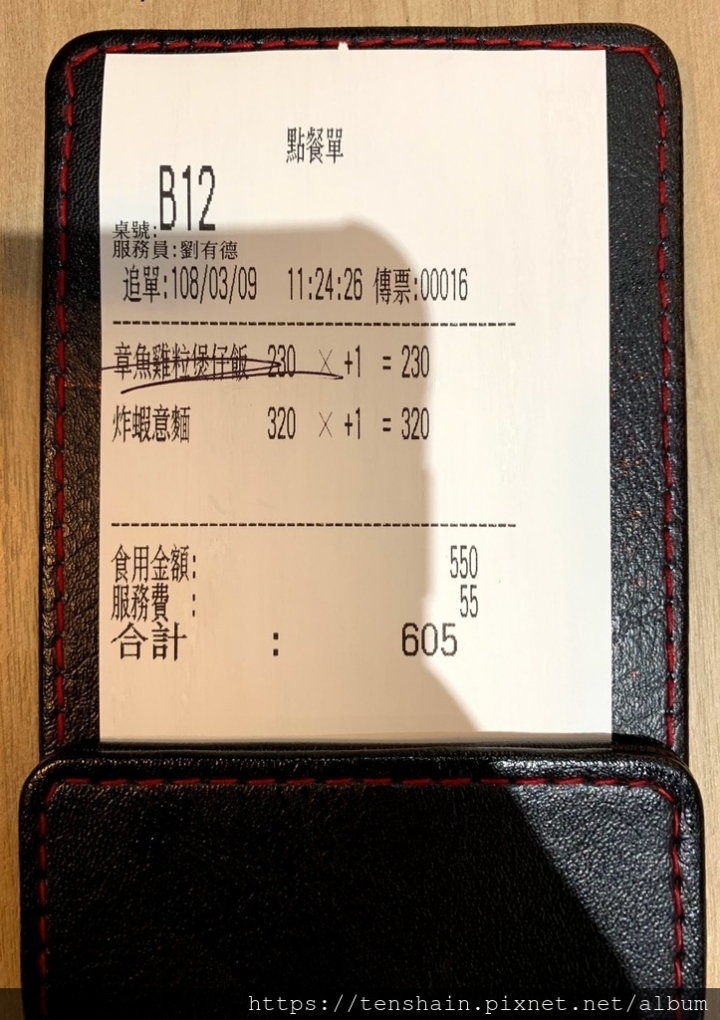 點餐單
桌號:B12
服務員:劉有德
追單:108/03/09 11:24:26 傳票:00016
--------------------------------------------------
章魚雞粒煲仔飯 230 × +1 = 230
炸蝦意麵 320 × +1 = 320
--------------------------------------------------
食用金額: 550
服務費 : 55
合計 : 605
https://tenshain.pixnet.net/album